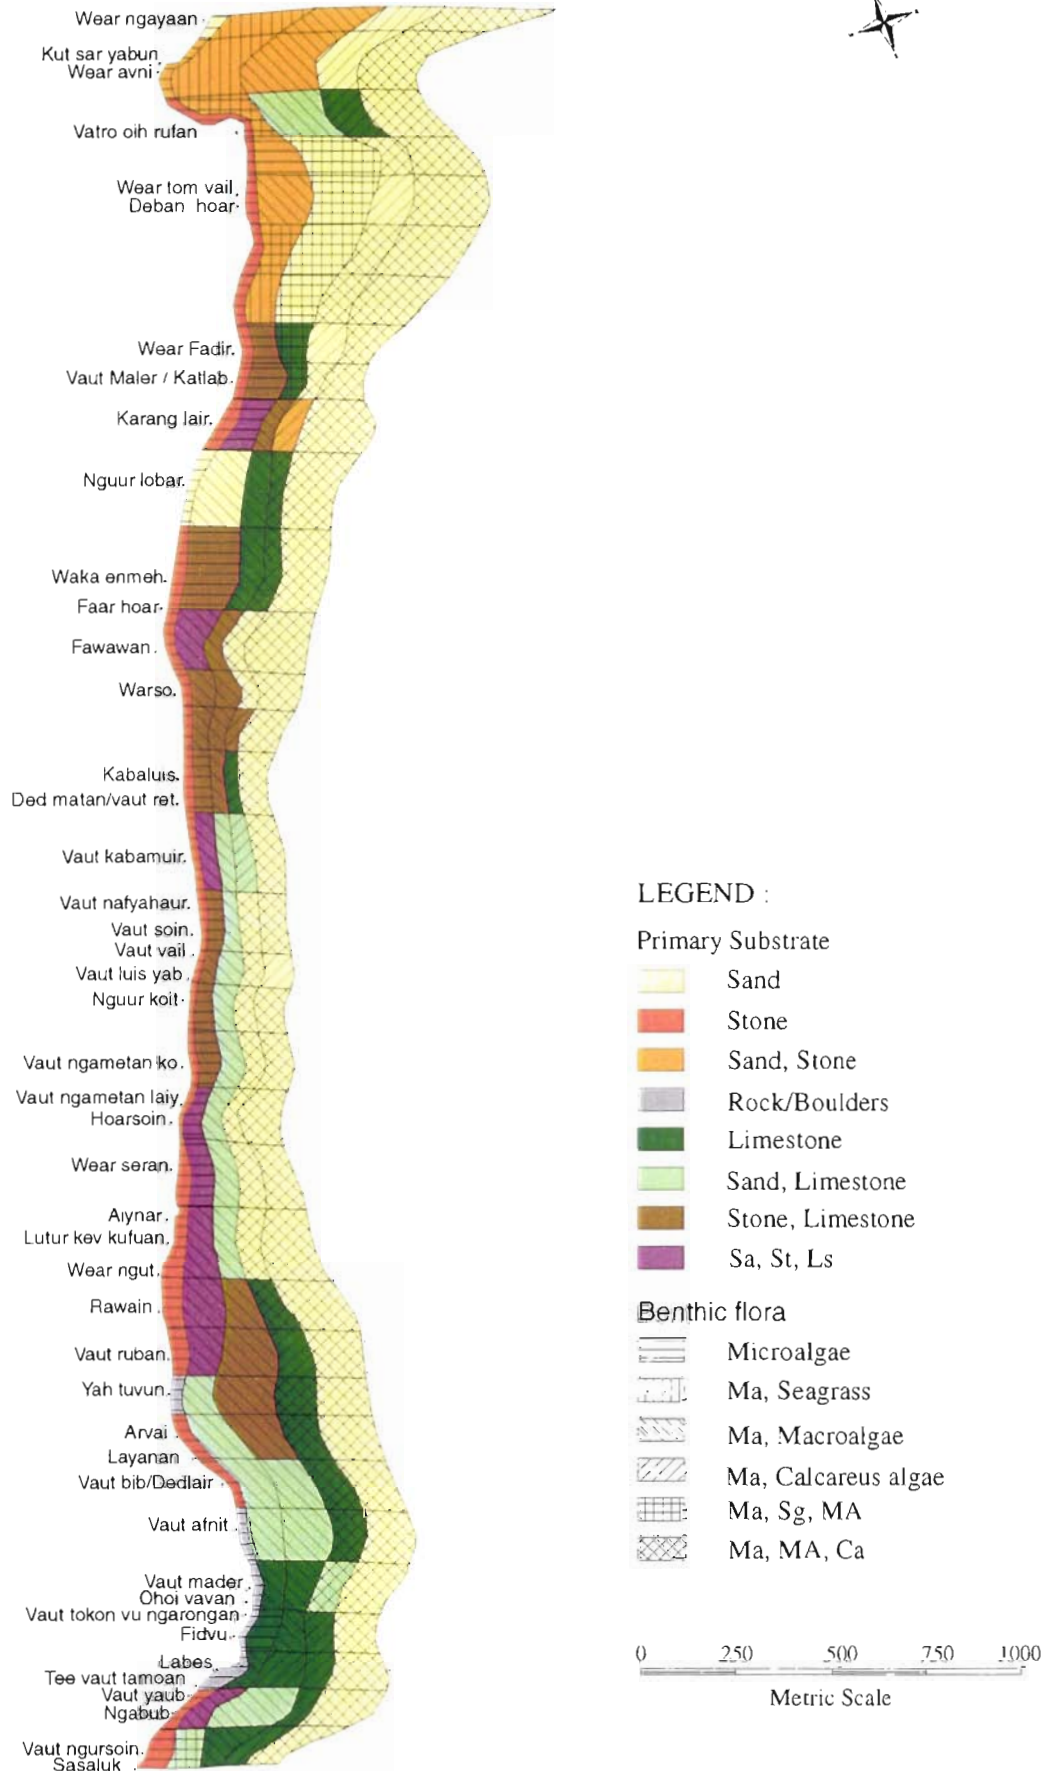 Wear ngayaan
Kut sar yabun
Wear avni
Vatro oih rufan
Wear tom vail
Deban hoar
Wear Fadir.
Vaut Maler / Katlab.
Karang lair.
Nguur lobar.
Waka enmeh.
Faar hoar
Fawawan .
Warso.
Kabaluis.
Ded matan/vaut ret.
Vaut kabamuir.
Vaut nafyahaur.
Vaut soin.
Vaut vail .
Vaut luis yab .
Nguur koit
Vaut ngametan ko .
Vaut ngametan laiy
Hoarsoin .
Wear seran.
Aiynar .
Lutur kev kufuan.
Wear ngut.
Rawain .
Vaut ruban.
Yah tuvun.
Arvai .
Layanan
Vaut bib/Dedlair .
Vaut afnit .
Vaut mader .
Ohoi vavan .
Vaut tokon vu ngarongan
Fidvu .
Labes
Tee vaut tamoan
Vaut yaub
Ngabub
Vaut ngursoin.
Sasaluk .
LEGEND :
Primary Substrate
Sand
Stone
Sand, Stone
Rock/Boulders
Limestone
Sand, Limestone
Stone, Limestone
Sa, St, Ls
Benthic flora
Microalgae
Ma, Seagrass
Ma, Macroalgae
Ma, Calcareus algae
Ma, Sg, MA
Ma, MA, Ca
0 250 500 750 1000
Metric Scale